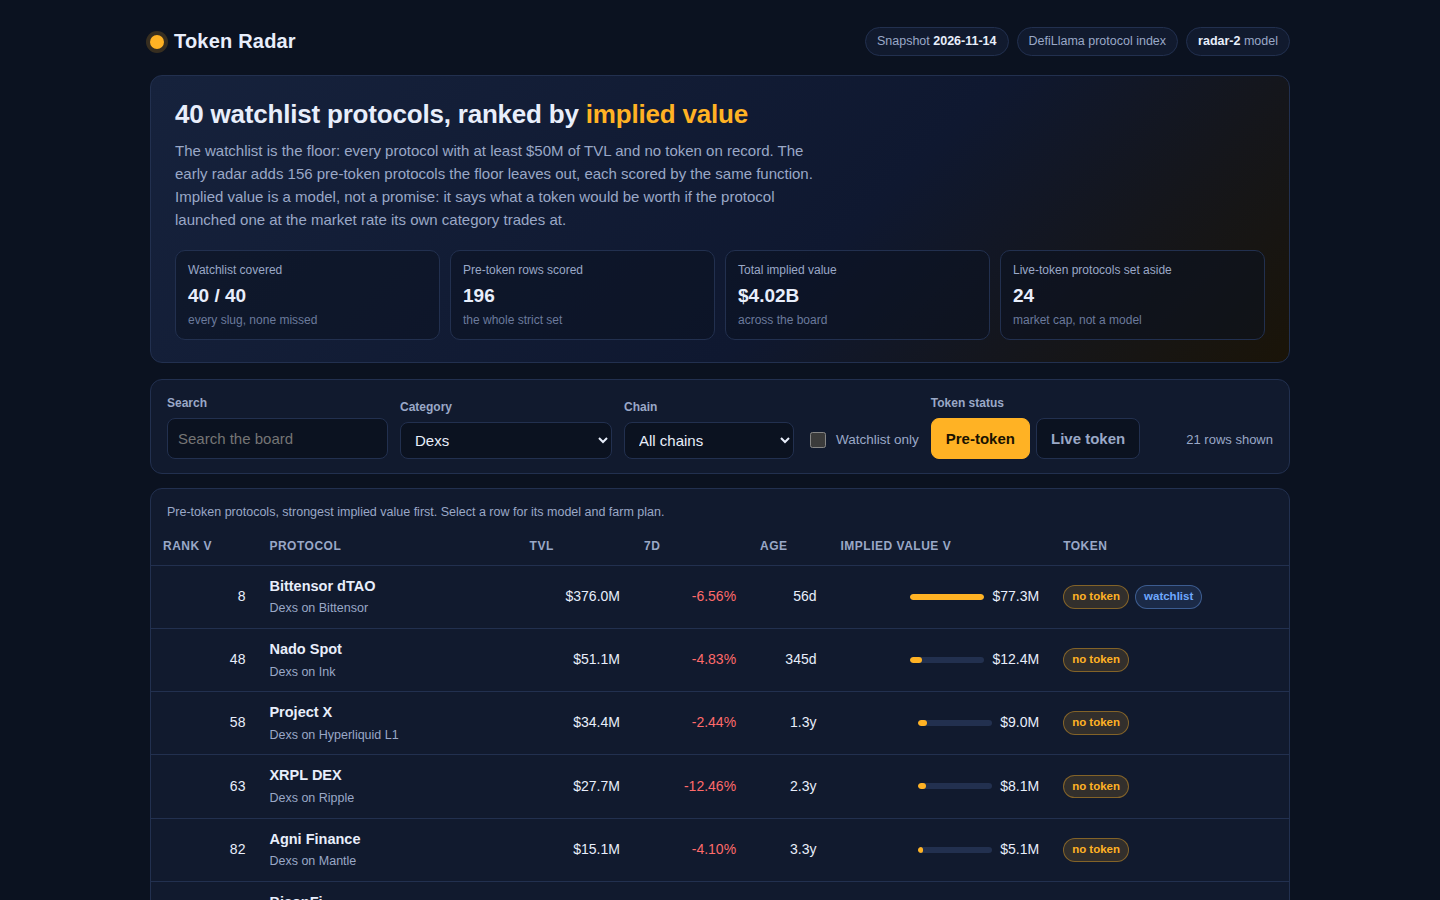 Token Radar
Snapshot 2026-11-14
DefiLlama protocol index
radar-2 model
40 watchlist protocols, ranked by implied value
The watchlist is the floor: every protocol with at least $50M of TVL and no token on record. The
early radar adds 156 pre-token protocols the floor leaves out, each scored by the same function.
Implied value is a model, not a promise: it says what a token would be worth if the protocol
launched one at the market rate its own category trades at.
Watchlist covered
40 / 40
every slug, none missed
Pre-token rows scored
196
the whole strict set
Total implied value
$4.02B
across the board
Live-token protocols set aside
24
market cap, not a model
Search
Search the board
Category
Dexs
Chain
All chains
Watchlist only
Token status
Pre-token
Live token
21 rows shown
Pre-token protocols, strongest implied value first. Select a row for its model and farm plan.
RANK V PROTOCOL TVL 7D AGE IMPLIED VALUE V TOKEN
8 Bittensor dTAO $376.0M -6.56% 56d $77.3M no token watchlist
Dexs on Bittensor
48 Nado Spot $51.1M -4.83% 345d $12.4M no token
Dexs on Ink
58 Project X $34.4M -2.44% 1.3y $9.0M no token
Dexs on Hyperliquid L1
63 XRPL DEX $27.7M -12.46% 2.3y $8.1M no token
Dexs on Ripple
82 Agni Finance $15.1M -4.10% 3.3y $5.1M no token
Dexs on Mantle